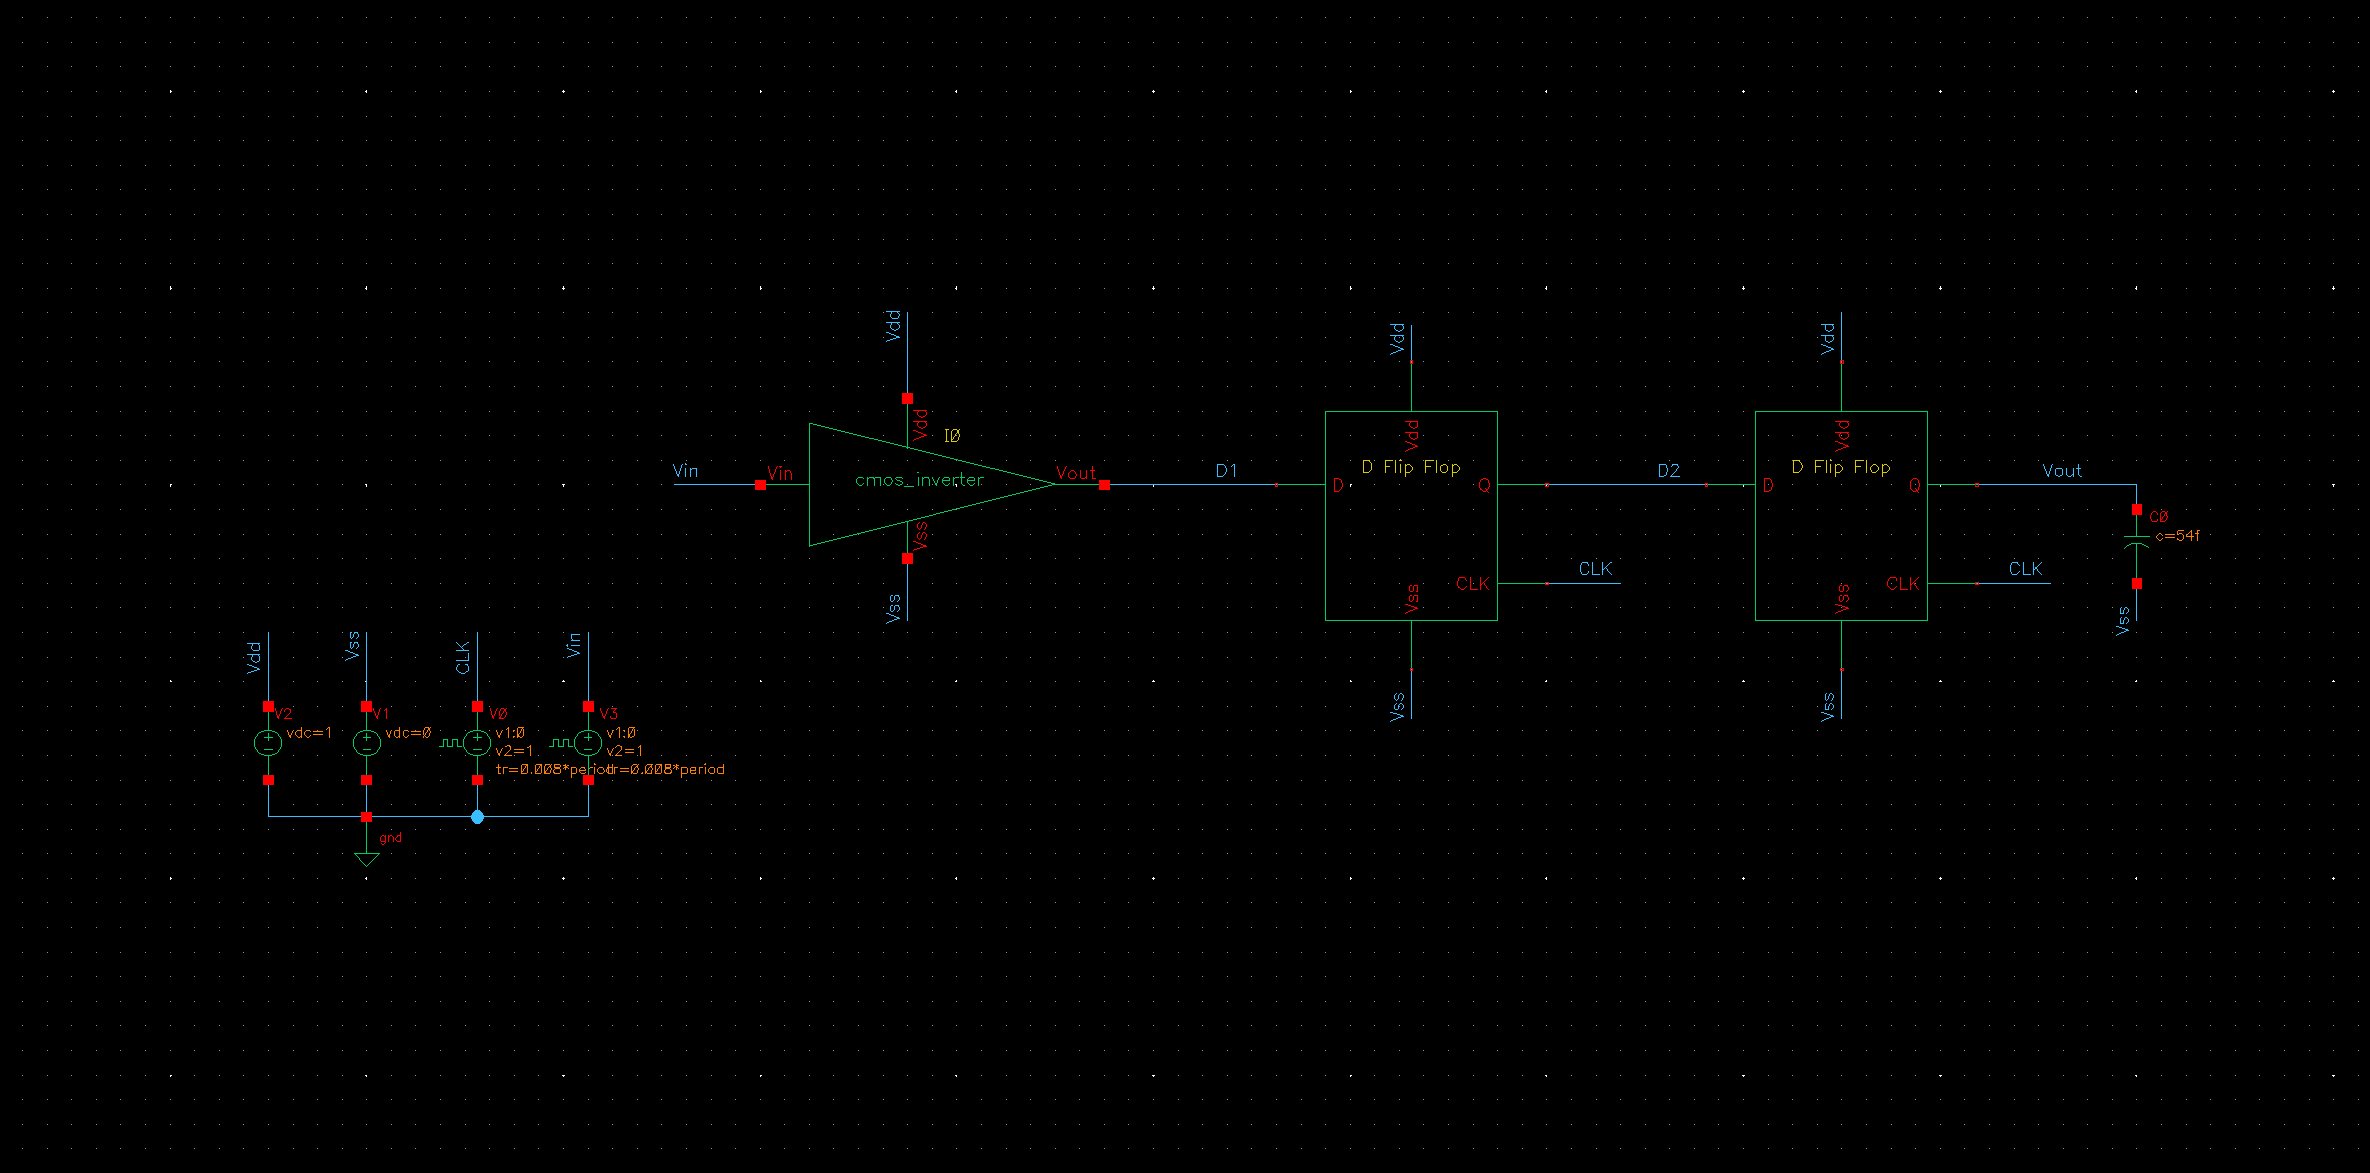 Vdd
Vdd
Vdd
Vdd
I0
Vdd
Vdd
Vin
Vin
cmos_inverter
Vout
D1
D Flip Flop
D
Q
D2
D Flip Flop
D
Q
Vout
C0
c=54f
Vss
Vss
CLK
CLK
Vss
CLK
CLK
Vss
Vss
Vss
Vss
Vdd
Vss
CLK
Vin
V2
vdc=1
V1
vdc=0
V0
v1:0
v2=1
tr=0.008*period
V3
v1:0
v2=1
tr=0.008*period
gnd